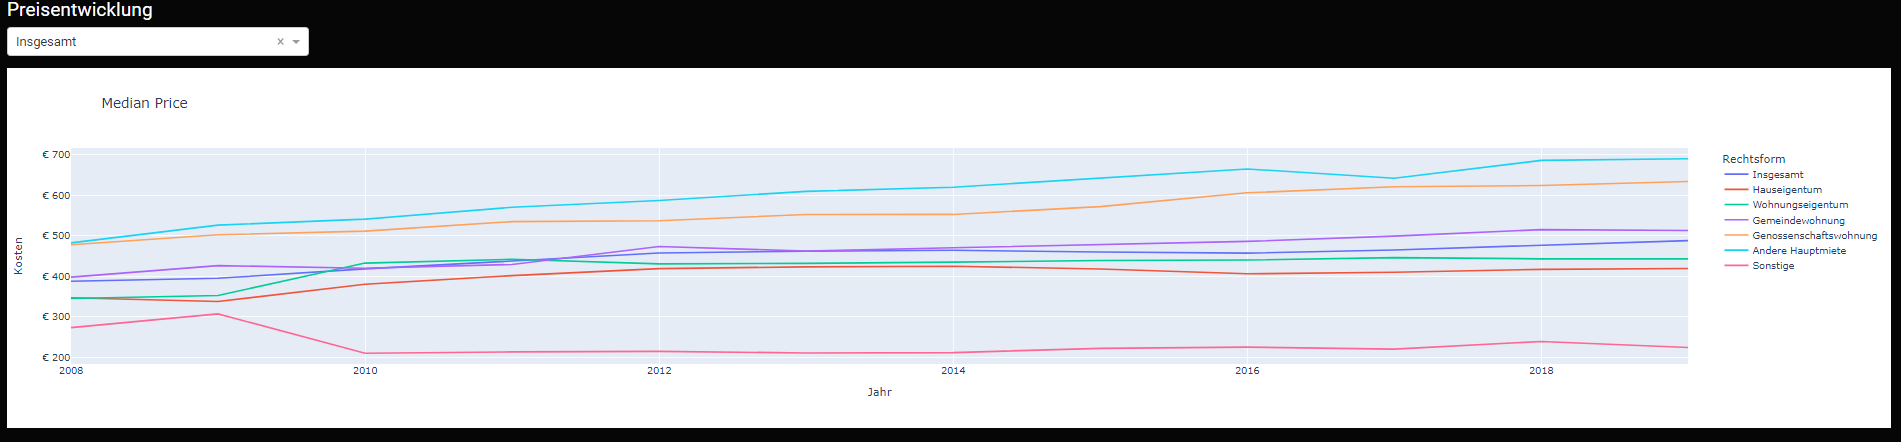 Preisentwicklung
Insgesamt
Median Price
€ 700
€ 600
€ 500
€ 400
€ 300
€ 200
Kosten
2008
2010
2012
2014
2016
2018
Jahr
Rechtsform
Insgesamt
Hauseigentum
Wohnungseigentum
Gemeindewohnung
Genossenschaftswohnung
Andere Hauptmiete
Sonstige